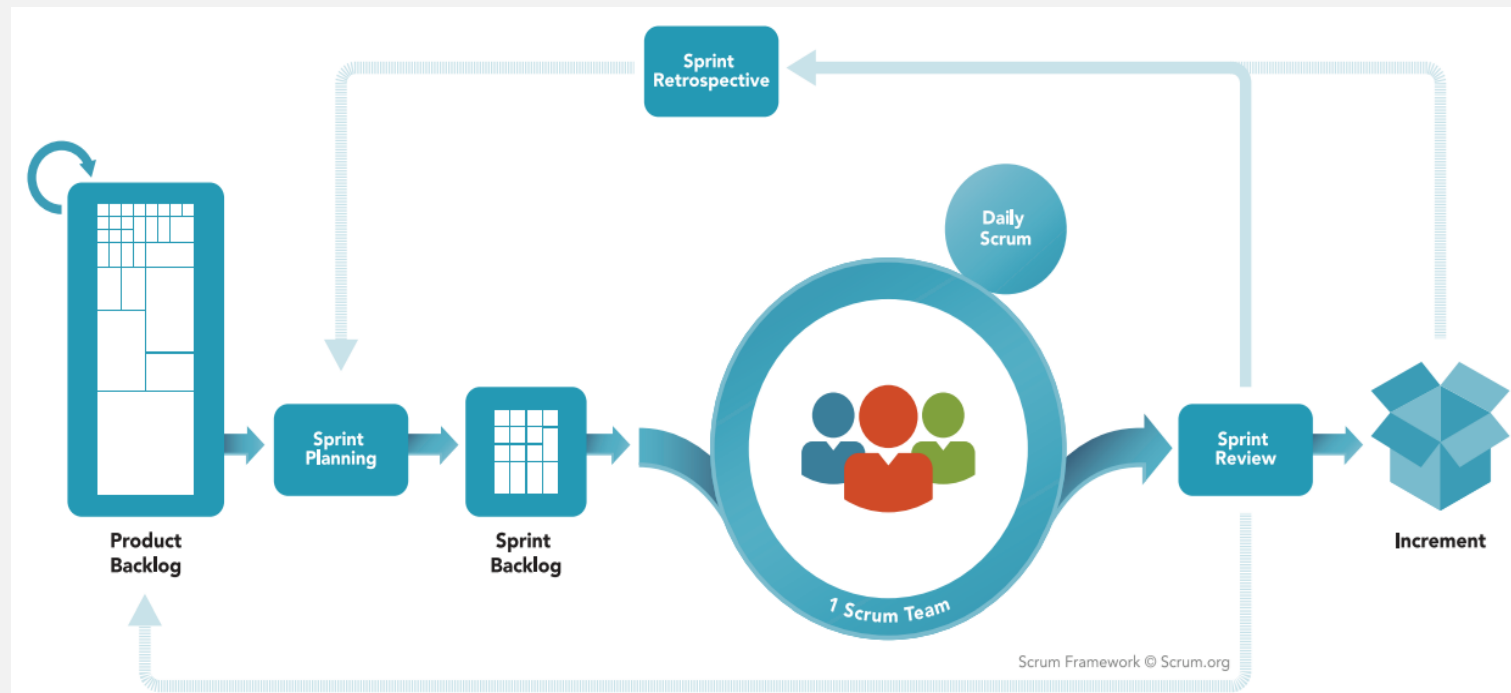 Sprint
Retrospective
Daily
Scrum
Sprint
Planning
Sprint
Review
Product
Backlog
Sprint
Backlog
Increment
1 Scrum Team
Scrum Framework © Scrum.org